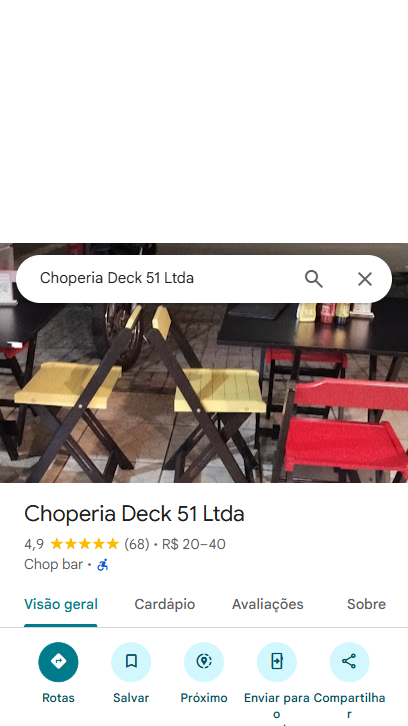 Choperia Deck 51 Ltda
Choperia Deck 51 Ltda
4,9 (68) • R$ 20–40
Chop bar •
Visão geral Cardápio Avaliações Sobre
Rotas Salvar Próximo Enviar para o Compartilhar